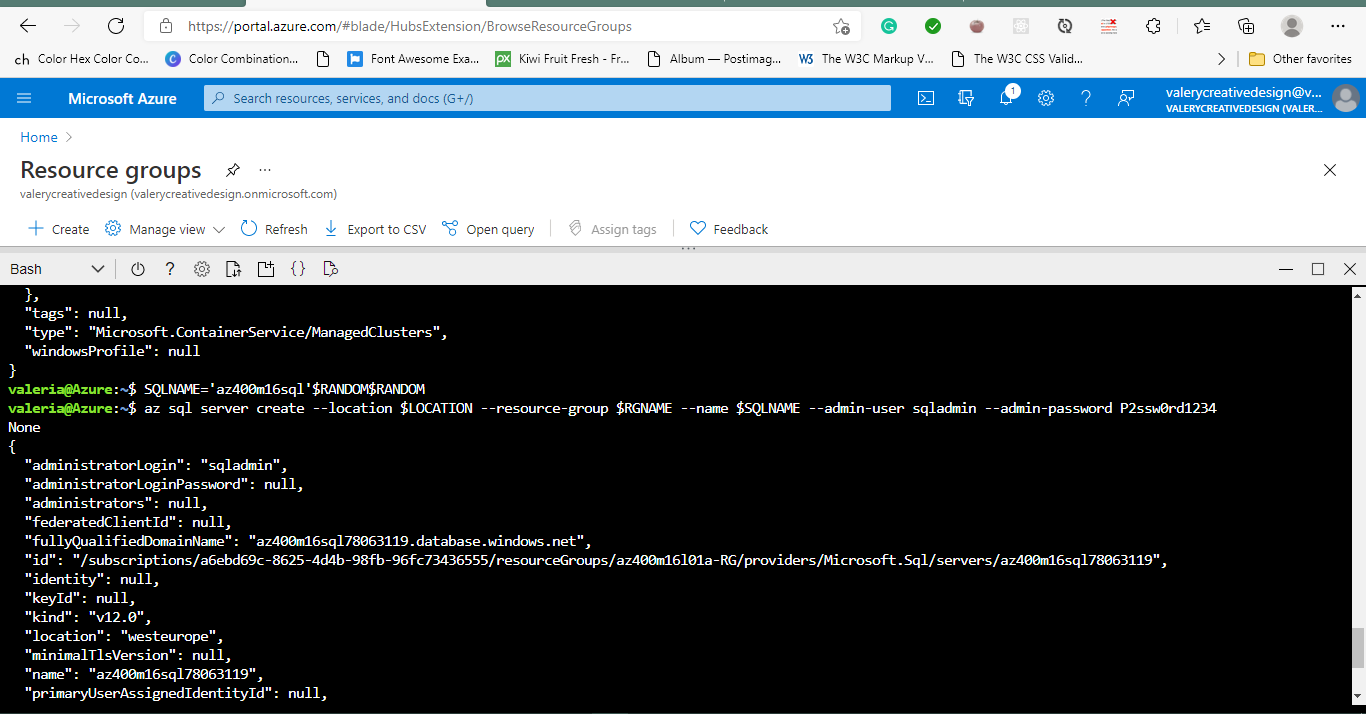 https://portal.azure.com/#blade/HubsExtension/BrowseResourceGroups
ch Color Hex Color Co... Color Combination... Font Awesome Exa... px Kiwi Fruit Fresh - Fr... Album — Postimag... W3 The W3C Markup V... The W3C CSS Valid... Other favorites
Microsoft Azure
Search resources, services, and docs (G+/)
1
valerycreativedesign@v...
VALERYCREATIVEDESIGN (VALER...
Home >
Resource groups ...
valerycreativedesign (valerycreativedesign.onmicrosoft.com)
Create Manage view Refresh Export to CSV Open query Assign tags Feedback
Bash ? {}
},
"tags": null,
"type": "Microsoft.ContainerService/ManagedClusters",
"windowsProfile": null
}
valeria@Azure:~$ SQLNAME='az400m16sql'$RANDOM$RANDOM
valeria@Azure:~$ az sql server create --location $LOCATION --resource-group $RGNAME --name $SQLNAME --admin-user sqladmin --admin-password P2ssw0rd1234
None
{
"administratorLogin": "sqladmin",
"administratorLoginPassword": null,
"administrators": null,
"federatedClientId": null,
"fullyQualifiedDomainName": "az400m16sql78063119.database.windows.net",
"id": "/subscriptions/a6ebd69c-8625-4d4b-98fb-96fc73436555/resourceGroups/az400m16l01a-RG/providers/Microsoft.Sql/servers/az400m16sql78063119",
"identity": null,
"keyId": null,
"kind": "v12.0",
"location": "westeurope",
"minimalTlsVersion": null,
"name": "az400m16sql78063119",
"primaryUserAssignedIdentityId": null,